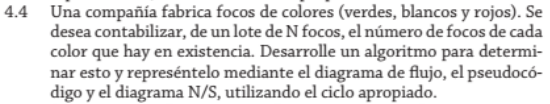 4.4 Una compañía fabrica focos de colores (verdes, blancos y rojos). Se
desea contabilizar, de un lote de N focos, el número de focos de cada
color que hay en existencia. Desarrolle un algoritmo para determi-
nar esto y represéntelo mediante el diagrama de flujo, el pseudocó-
digo y el diagrama N/S, utilizando el ciclo apropiado.